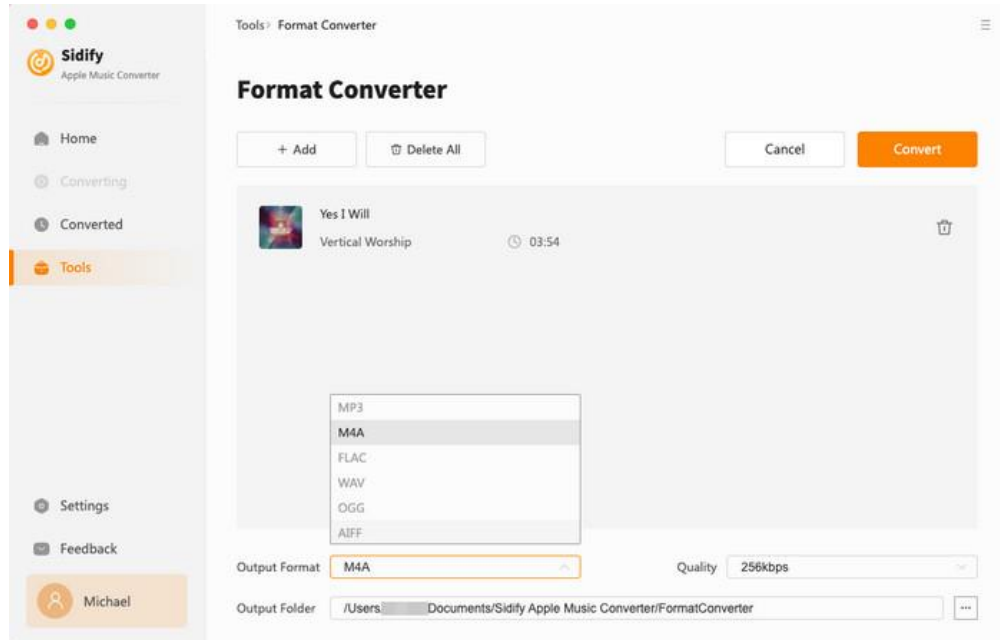 Sidify
Apple Music Converter
Home
Converting
Converted
Tools
Settings
Feedback
Michael
Tools› Format Converter
Format Converter
+ Add
Delete All
Cancel
Convert
Yes I Will
Vertical Worship 03:54
MP3
M4A
FLAC
WAV
OGG
AIFF
Output Format M4A Quality 256kbps
Output Folder /Users Documents/Sidify Apple Music Converter/FormatConverter ...